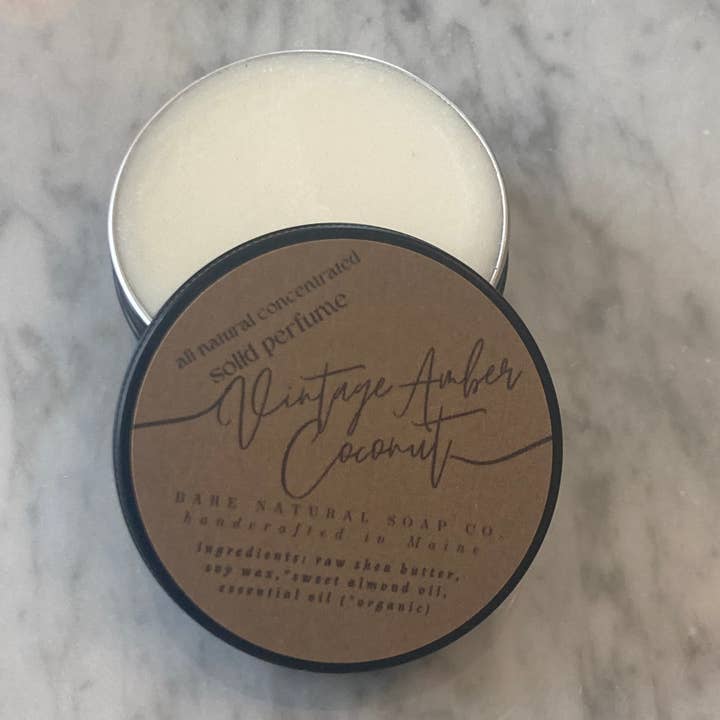 all natural concentrated
solid perfume
Vintage Amber
Coconut
BARE NATURAL SOAP CO.
handcrafted in Maine
ingredients: raw shea butter,
soy wax,*sweet almond oil,
essential oil (*organic)